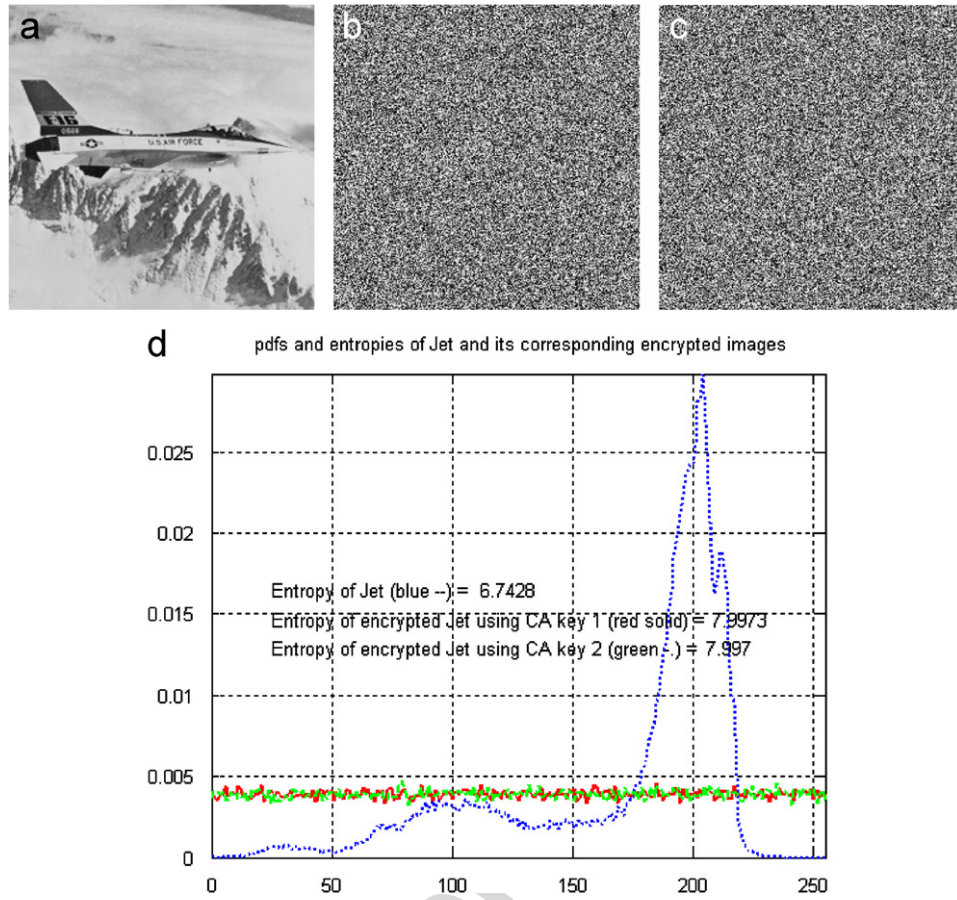 a
b
c
F16
U.S. AIR FORCE
d
pdfs and entropies of Jet and its corresponding encrypted images
0.025
0.02
0.015
0.01
0.005
0
Entropy of Jet (blue --) = 6.7428
Entropy of encrypted Jet using CA key 1 (red solid) = 7.9973
Entropy of encrypted Jet using CA key 2 (green -.) = 7.997
0 50 100 150 200 250